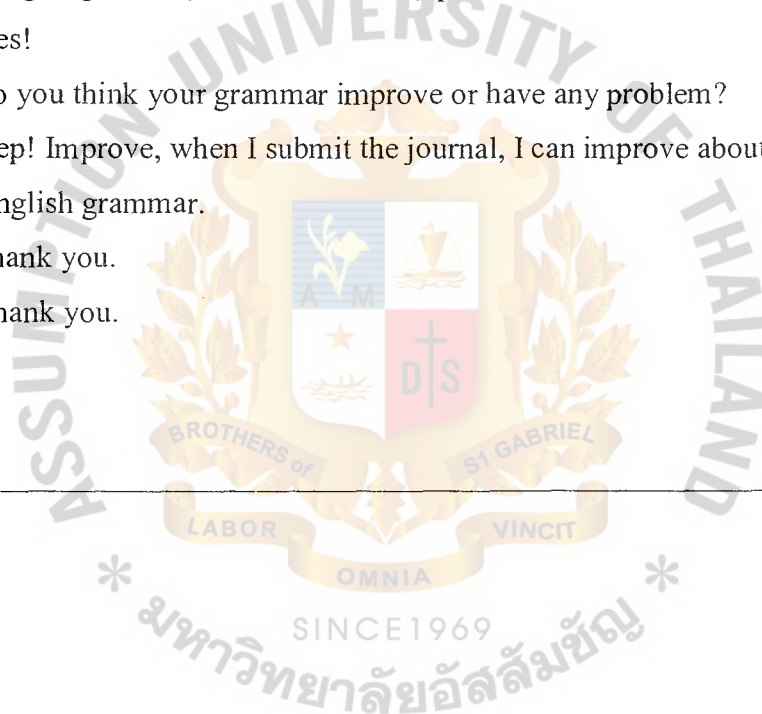 es!
o you think your grammar improve or have any problem?
ep! Improve, when I submit the journal, I can improve about
nglish grammar.
hank you.
hank you.
ASSUMPTION UNIVERSITY OF THAILAND
A M
D S
BROTHERS of ST GABRIEL
LABOR VINCIT
OMNIA
SINCE1969
มหาวิทยาลัยอัสสัมชัญ